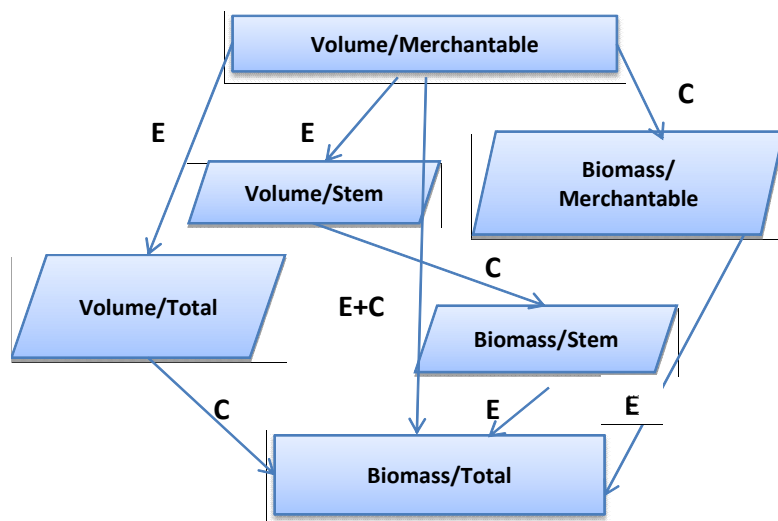 Volume/Merchantable
C
E
E
Biomass/
Merchantable
Volume/Stem
C
Volume/Total
E+C
Biomass/Stem
C
E
E
Biomass/Total